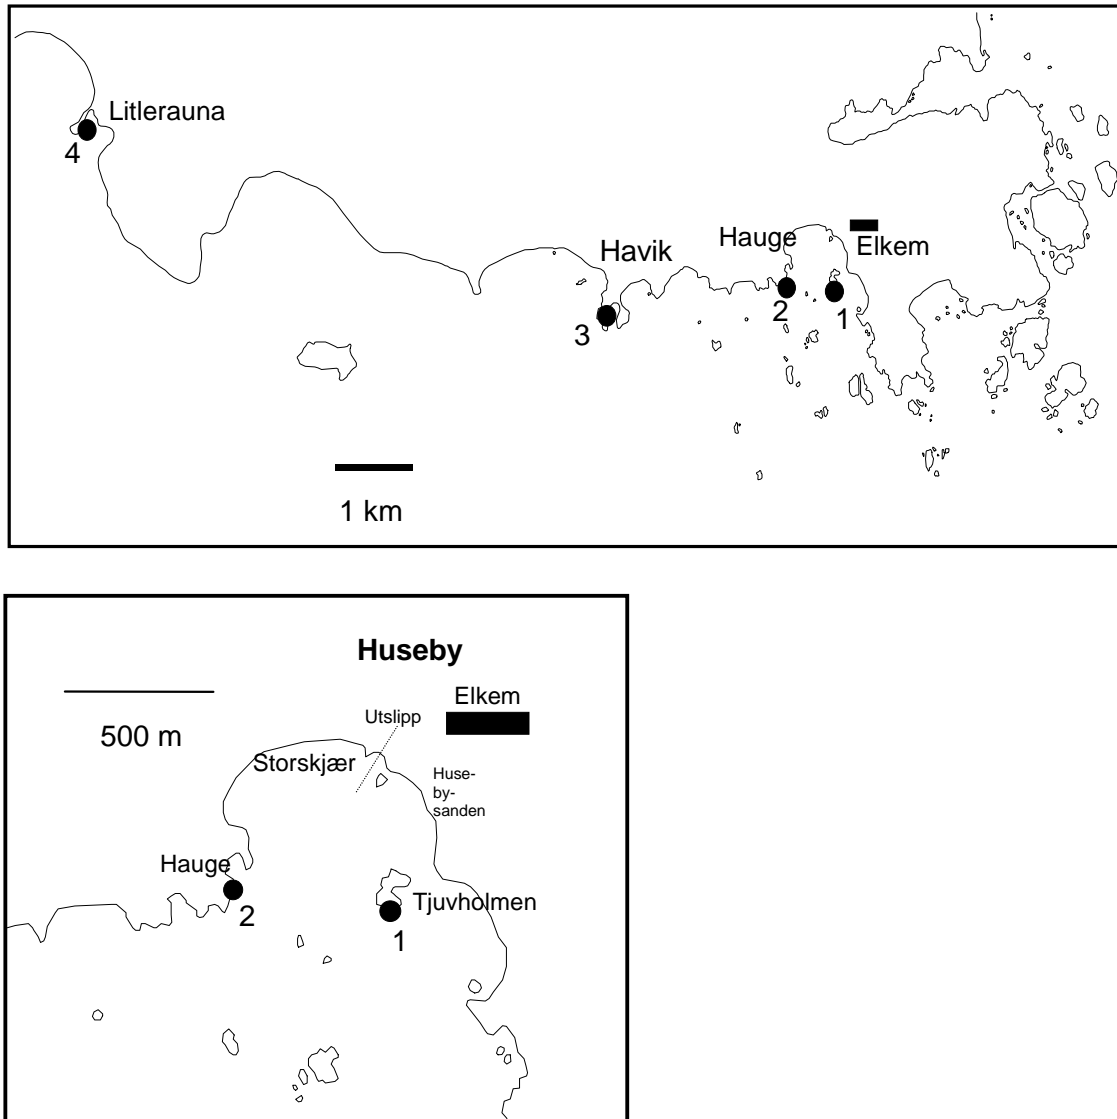 Litlerauna
4
Hauge
Elkem
Havik
2
1
3
1 km
Huseby
Elkem
500 m
Utslipp
Storskjær
Huse-
by-
sanden
Hauge
Tjuvholmen
2
1